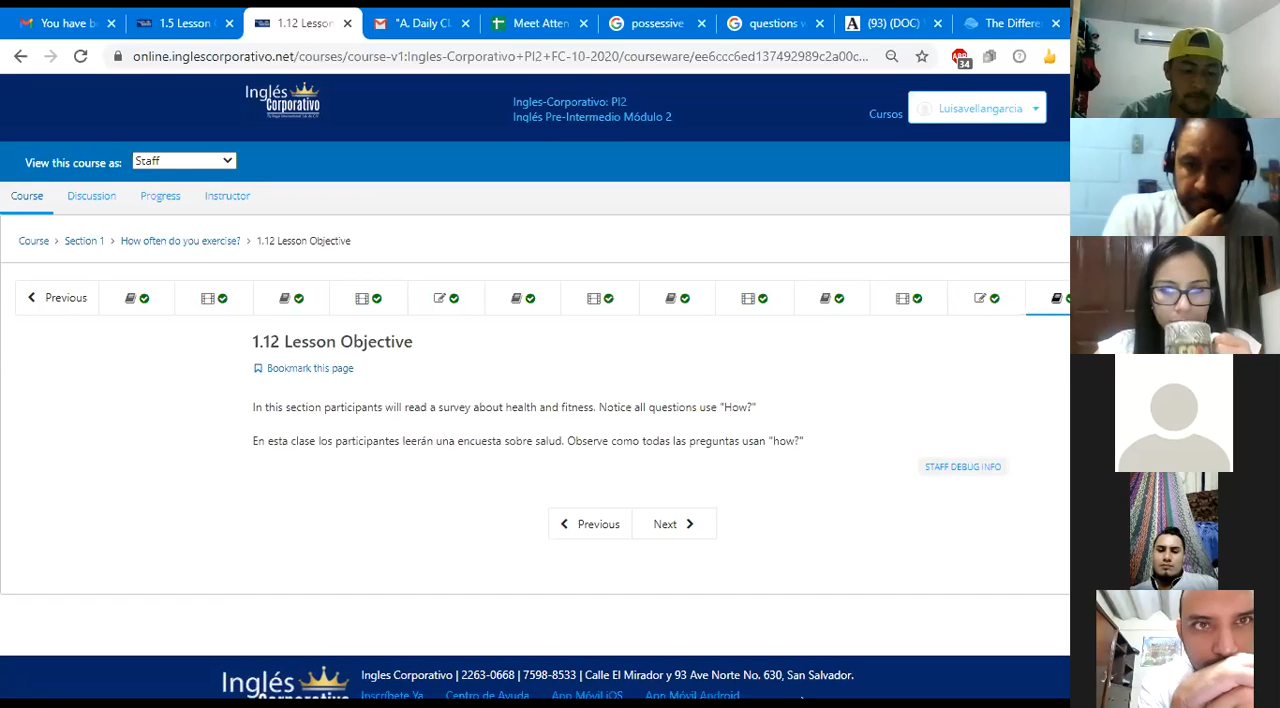 You have b
1.5 Lesson
1.12 Lesson
"A. Daily Cl
Meet Atten
possessive
questions w
(93) (DOC)
The Differe
online.inglescorporativo.net/courses/course-v1:Ingles-Corporativo+PI2+FC-10-2020/courseware/ee6ccc6ed137492989c2a00c...
34
Inglés
Corporativo
Ingles-Corporativo: PI2
Inglés Pre-Intermedio Módulo 2
Cursos
Luisavellangarcia
View this course as: Staff
Course Discussion Progress Instructor
Course > Section 1 > How often do you exercise? > 1.12 Lesson Objective
Previous
1.12 Lesson Objective
Bookmark this page
In this section participants will read a survey about health and fitness. Notice all questions use "How?"
En esta clase los participantes leerán una encuesta sobre salud. Observe como todas las preguntas usan "how?"
STAFF DEBUG INFO
Previous Next
Inglés
Corporativo
Ingles Corporativo | 2263-0668 | 7598-8533 | Calle El Mirador y 93 Ave Norte No. 630, San Salvador.
Inscríbete Ya Centro de Ayuda App Móvil iOS App Móvil Android